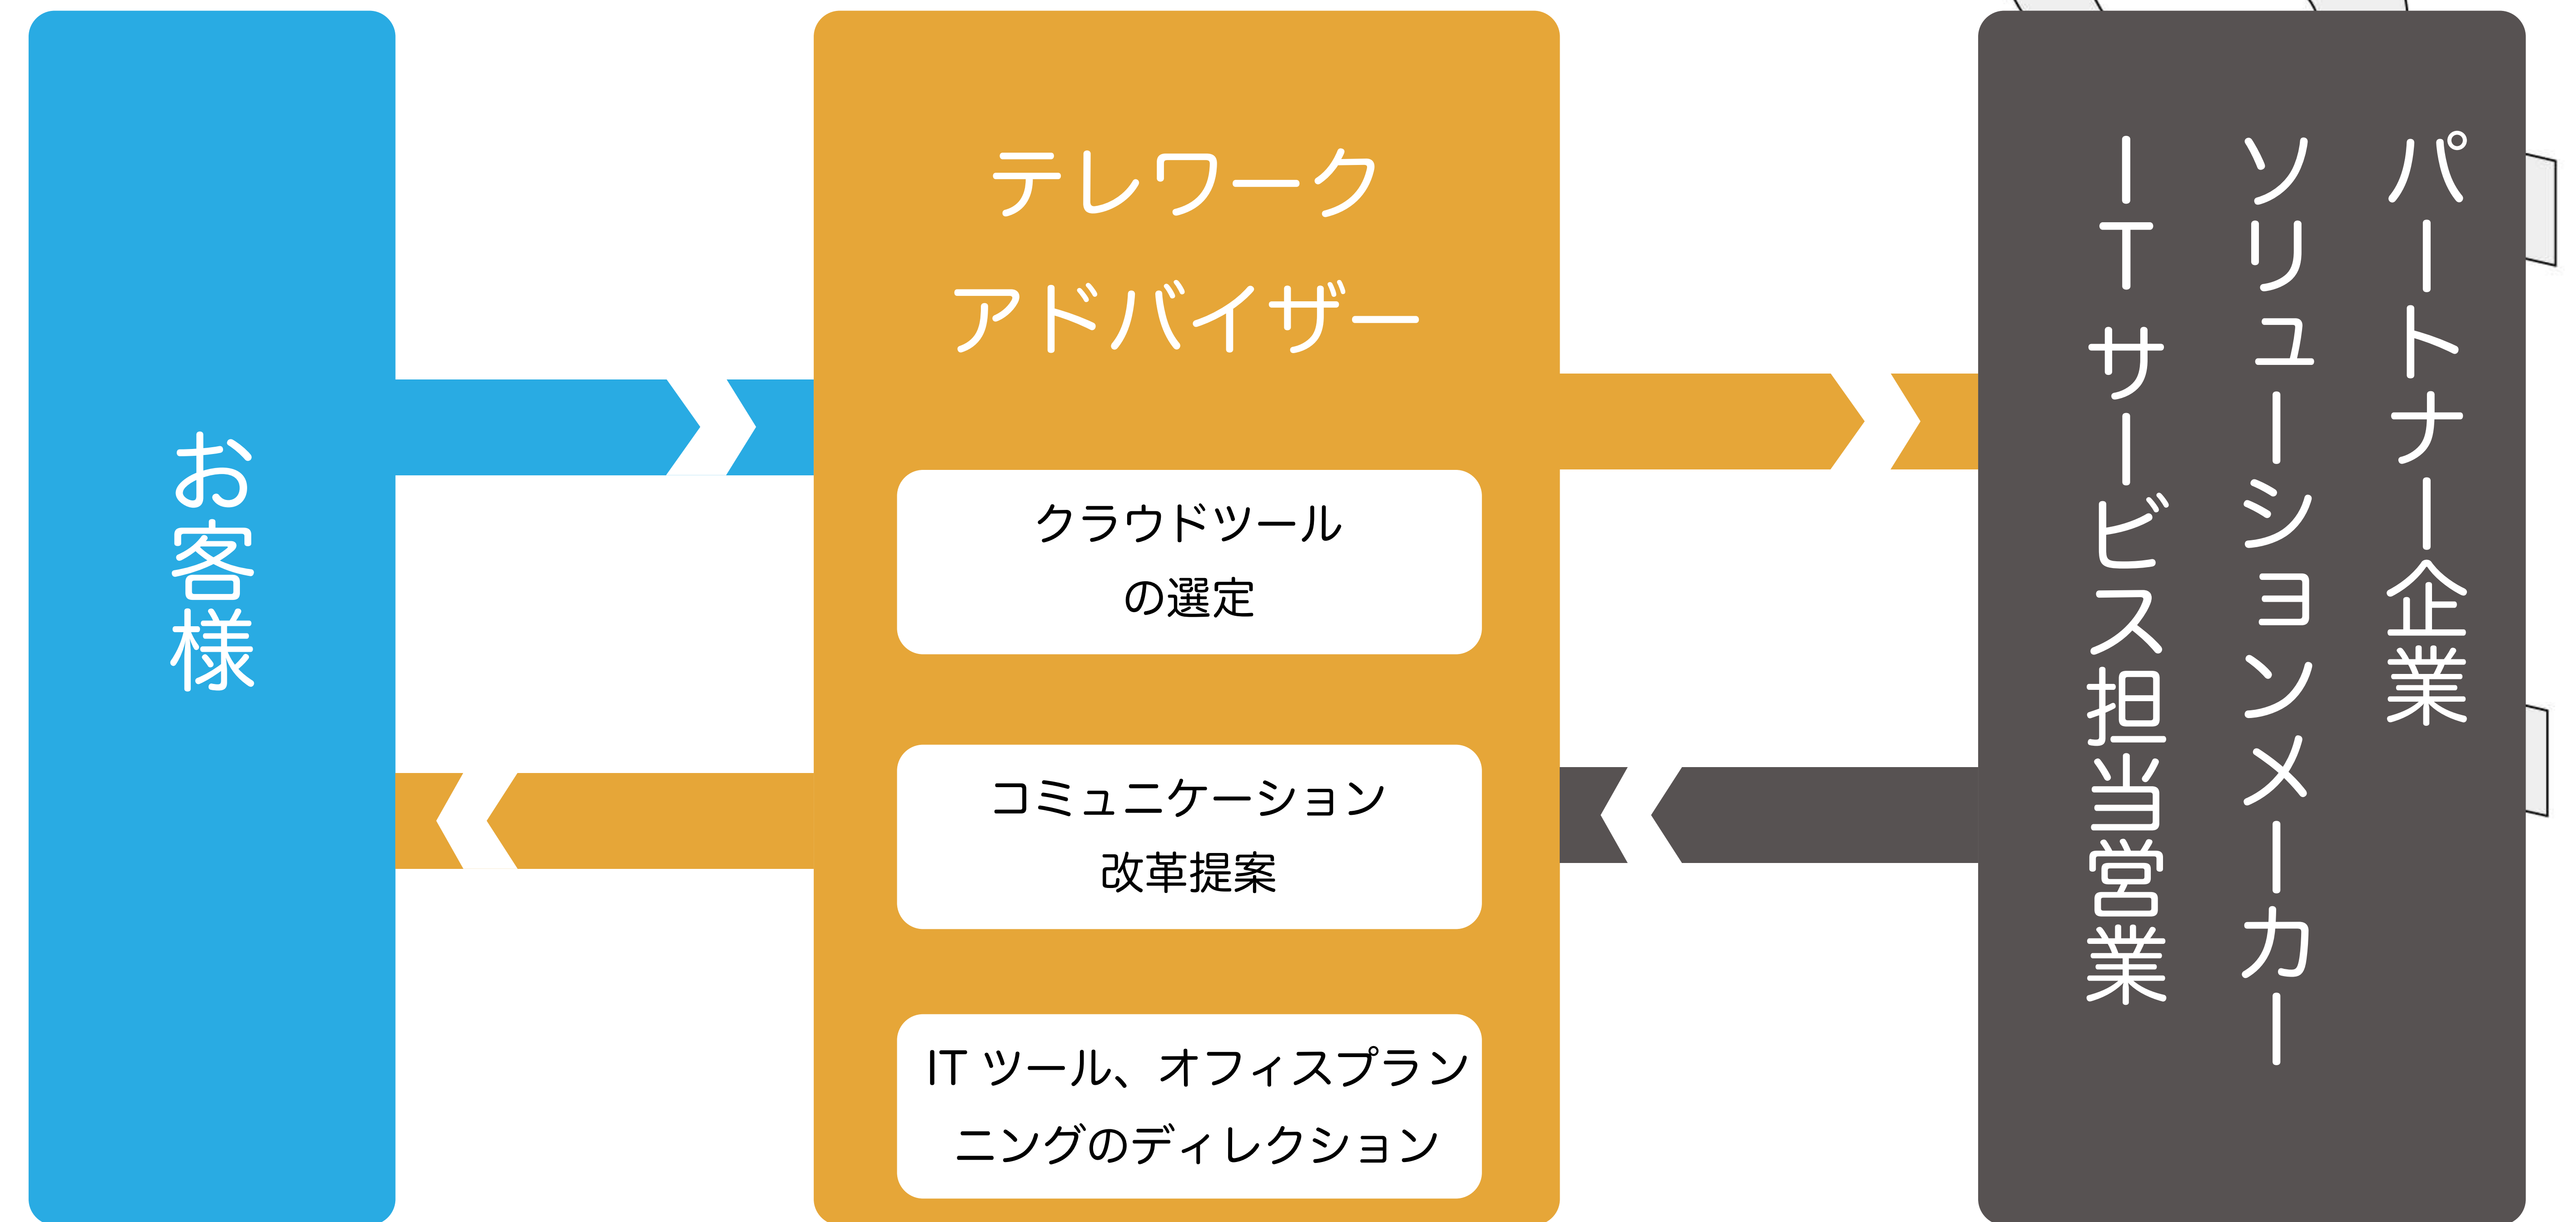 お客様
テレワーク
アドバイザー
クラウドツール
の選定
コミュニケーション
改革提案
IT ツール、オフィスプラン
ニングのディレクション
パートナー企業
ソリューションメーカー
IT サービス担当営業